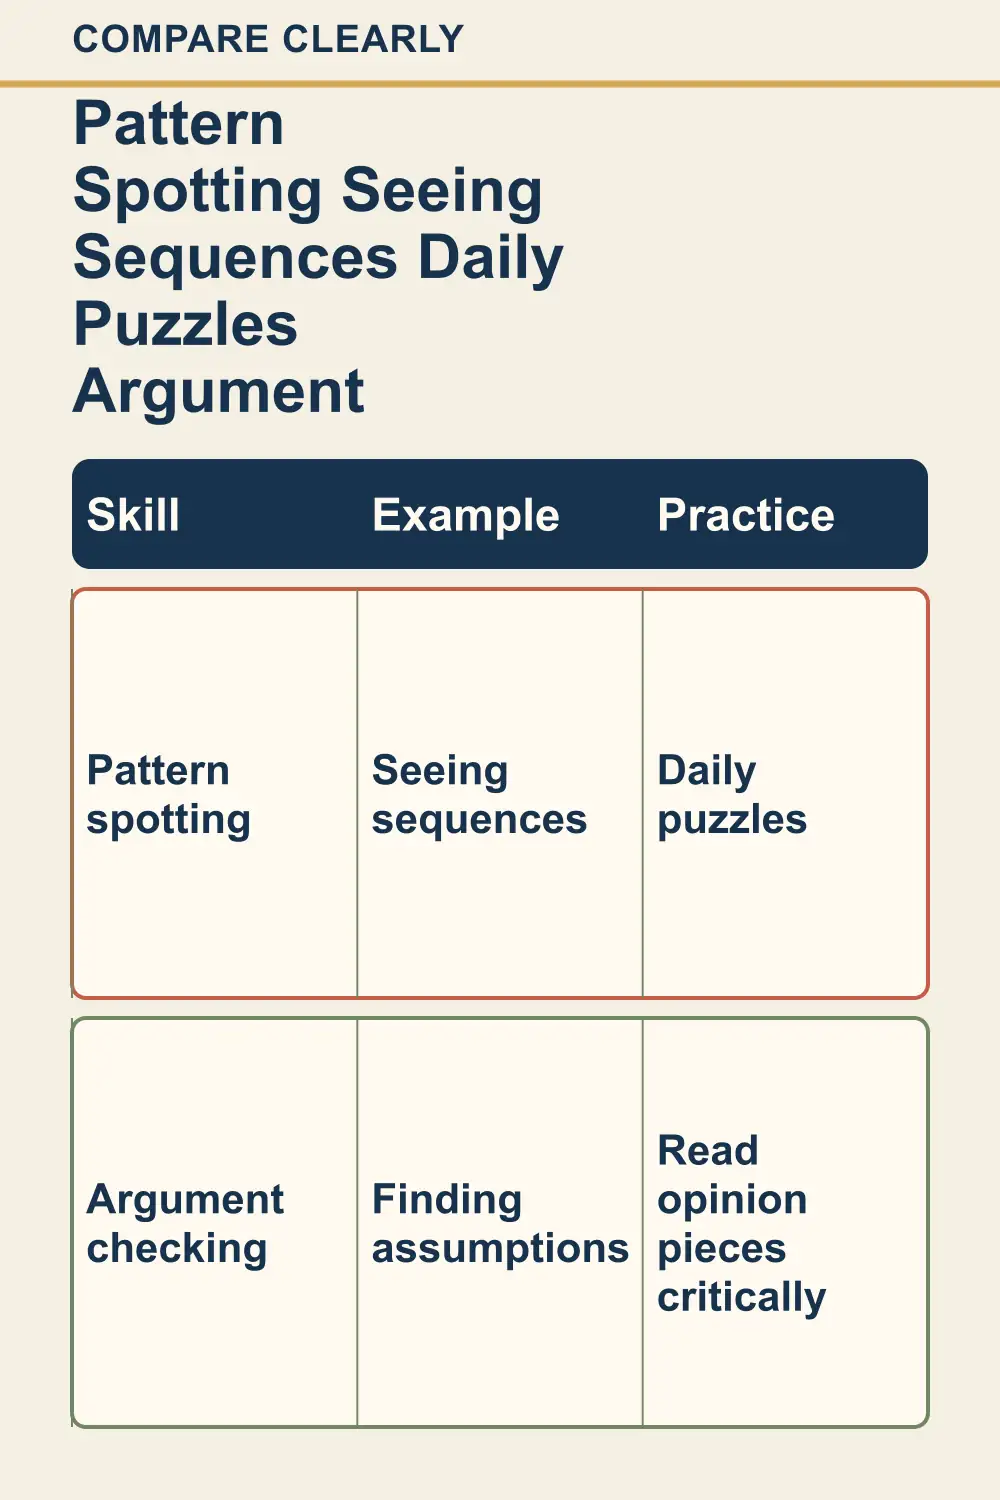 COMPARE CLEARLY
Pattern
Spotting Seeing
Sequences Daily
Puzzles
Argument
Skill Example Practice
Pattern
spotting
Seeing
sequences
Daily
puzzles
Argument
checking
Finding
assumptions
Read
opinion
pieces
critically